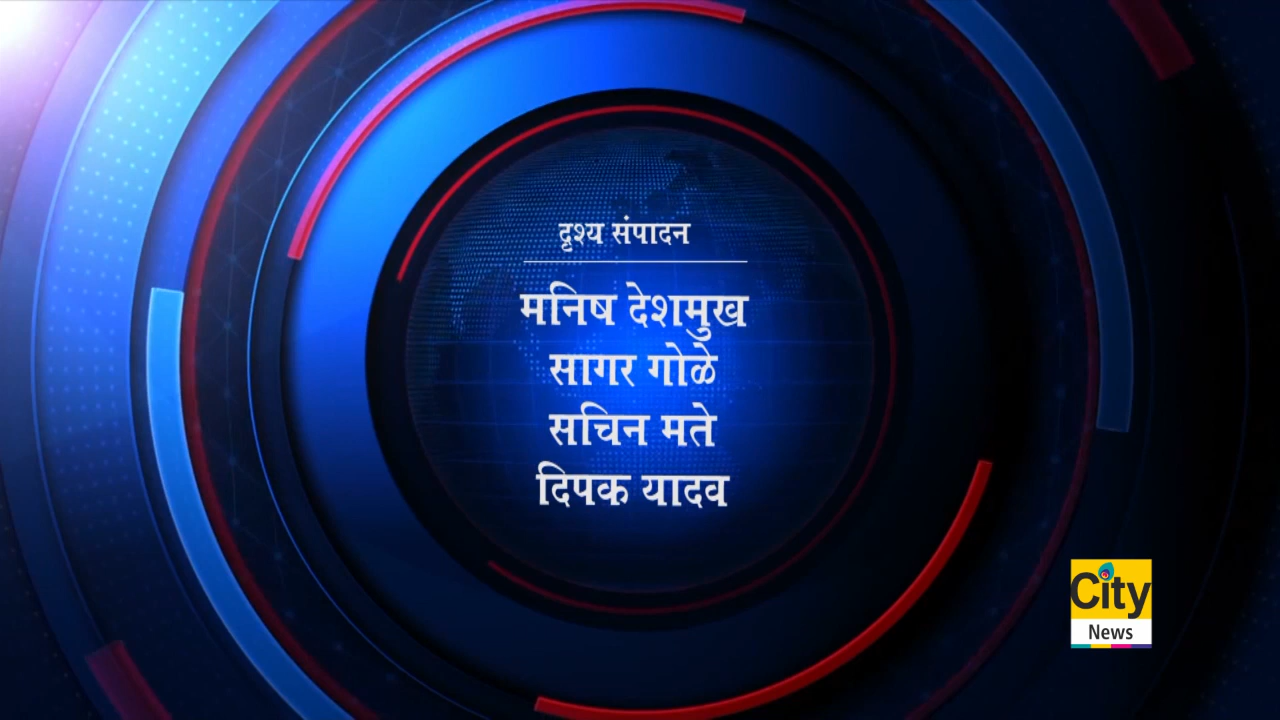 दृश्य संपादन
मनिष देशमुख
सागर गोळे
सचिन मते
दिपक यादव
City
News